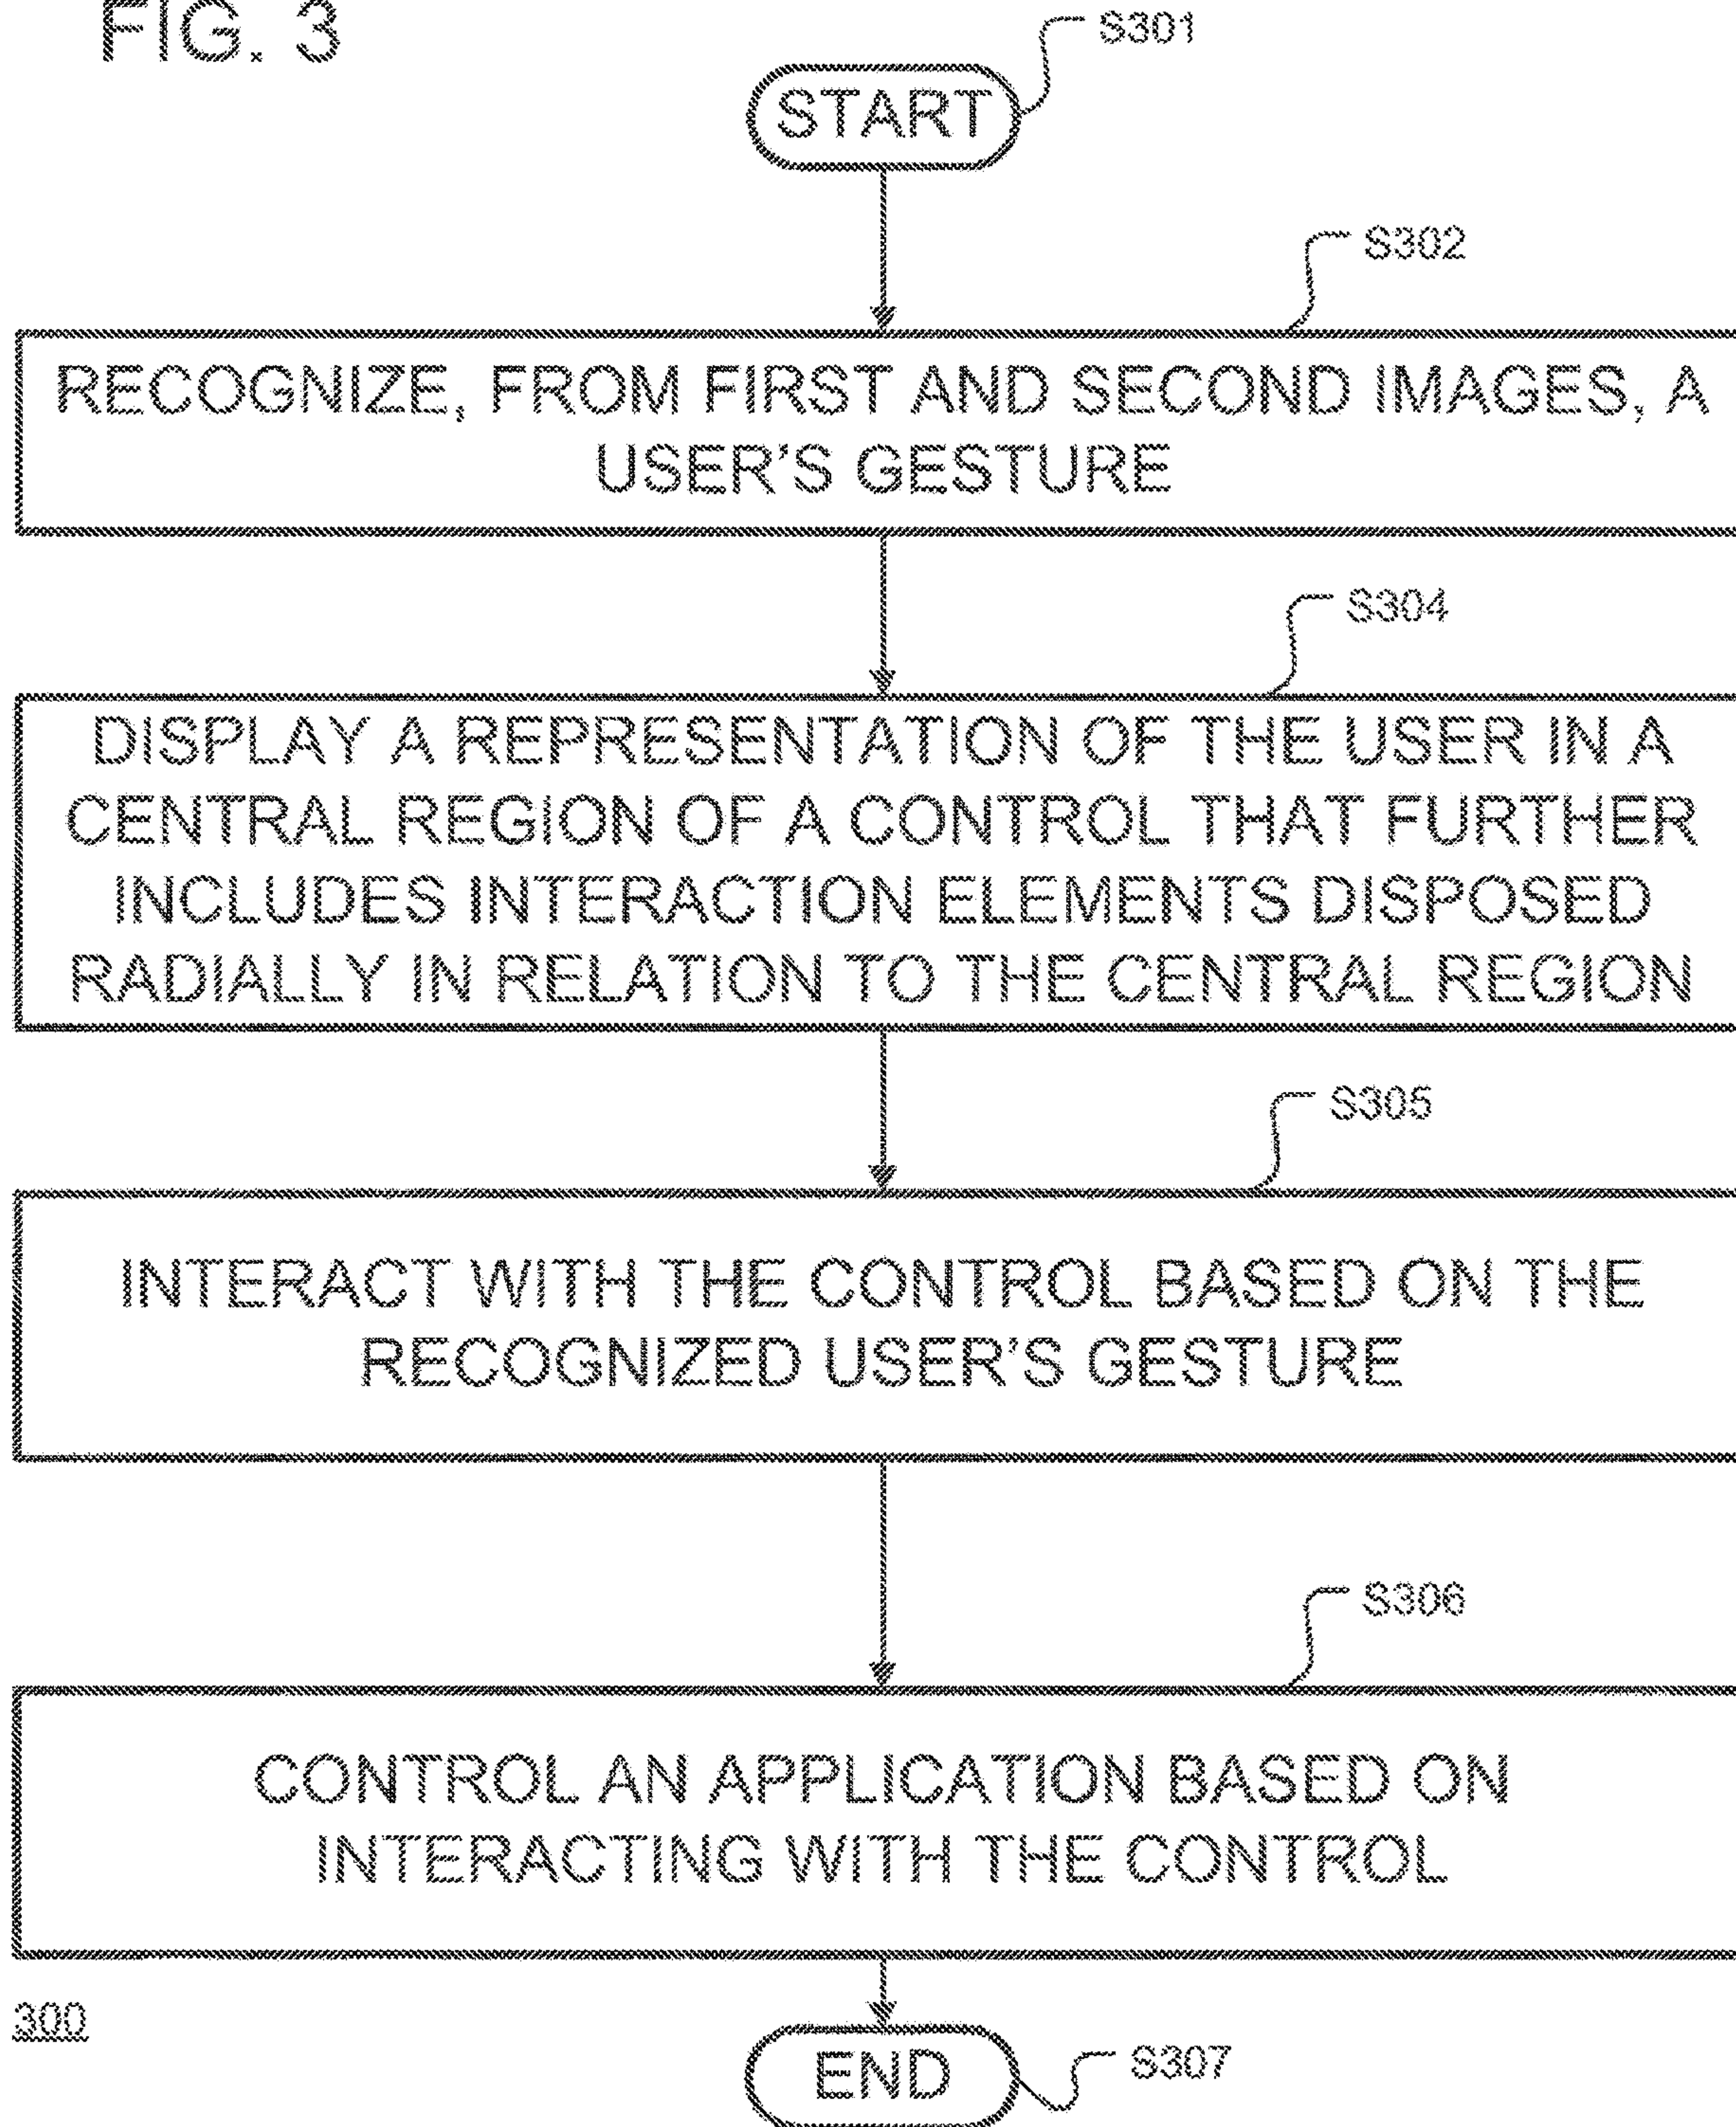 FIG. 3
S301
START
S302
RECOGNIZE, FROM FIRST AND SECOND IMAGES, A
USER'S GESTURE
S304
DISPLAY A REPRESENTATION OF THE USER IN A
CENTRAL REGION OF A CONTROL THAT FURTHER
INCLUDES INTERACTION ELEMENTS DISPOSED
RADIALLY IN RELATION TO THE CENTRAL REGION
S305
INTERACT WITH THE CONTROL BASED ON THE
RECOGNIZED USER'S GESTURE
S306
CONTROL AN APPLICATION BASED ON
INTERACTING WITH THE CONTROL
300
END
S307